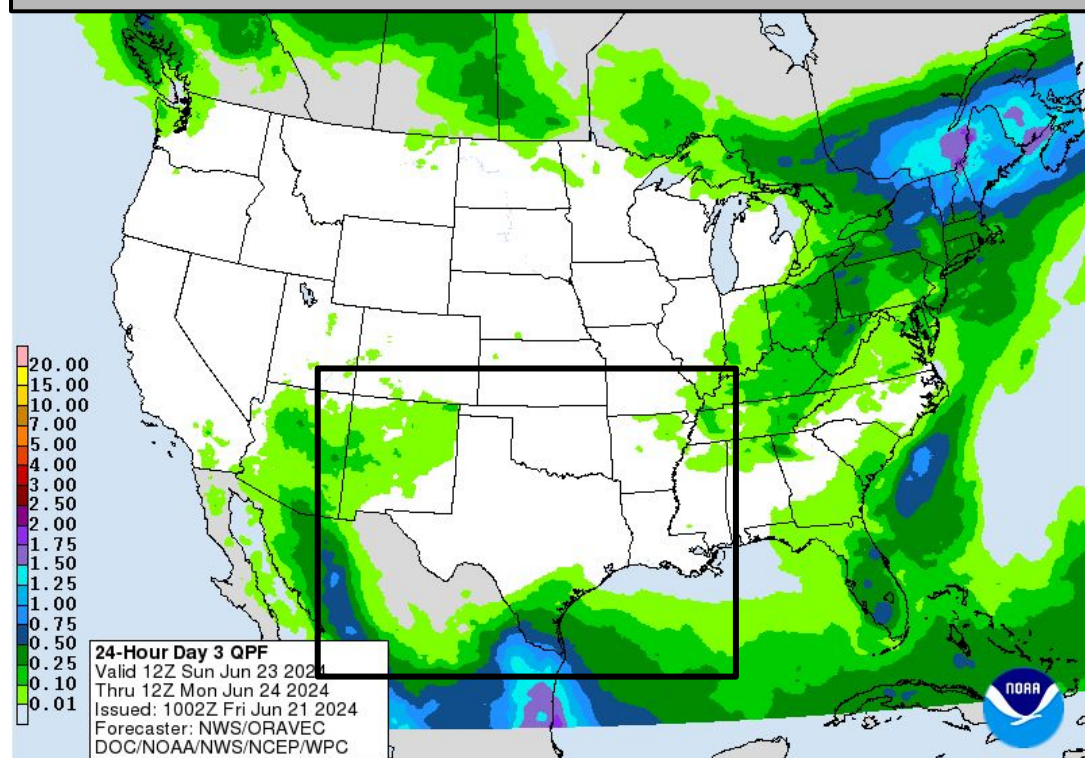 20.00
15.00
10.00
7.00
5.00
4.00
3.00
2.50
2.00
1.75
1.50
1.25
1.00
0.75
0.50
0.25
0.10
0.01
24-Hour Day 3 QPF
Valid 12Z Sun Jun 23 2024
Thru 12Z Mon Jun 24 2024
Issued: 1002Z Fri Jun 21 2024
Forecaster: NWS/ORAVEC
DOC/NOAA/NWS/NCEP/WPC
NOAA